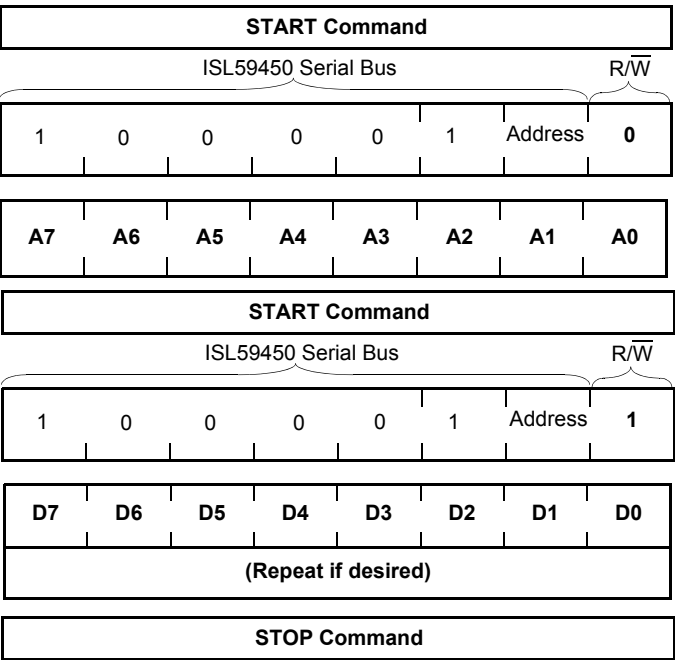 START Command
ISL59450 Serial Bus R/W̅
1 0 0 0 0 1 Address 0
A7 A6 A5 A4 A3 A2 A1 A0
START Command
ISL59450 Serial Bus R/W̅
1 0 0 0 0 1 Address 1
D7 D6 D5 D4 D3 D2 D1 D0
(Repeat if desired)
STOP Command